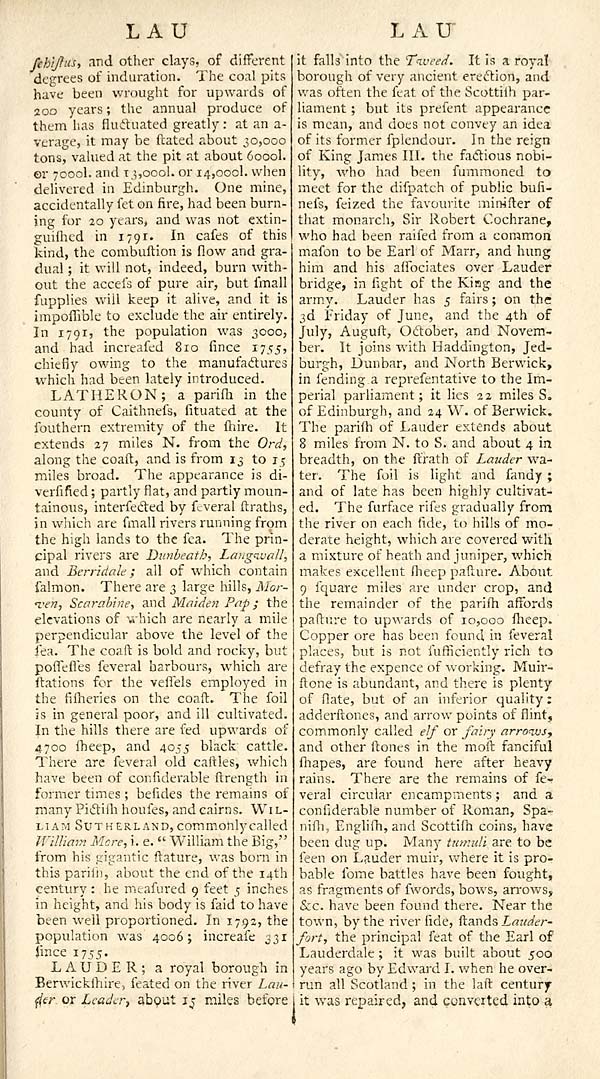 LAU
ſchiſtus, and other clays, of different
degrees of induration. The coal pits
have been wrought for upwards of
200 years; the annual produce of
them has fluctuated greatly: at an a-
verage, it may be ſtated about 30,000
tons, valued at the pit at about 6000l.
or 7000l. and 13,000l. or 14,000l. when
delivered in Edinburgh. One mine,
accidentally ſet on fire, had been burn-
ing for 20 years, and was not extin-
guiſhed in 1791. In caſes of this
kind, the combuſtion is ſlow and gra-
dual; it will not, indeed, burn with-
out the acceſs of pure air, but ſmall
ſupplies will keep it alive, and it is
impoſſible to exclude the air entirely.
In 1791, the population was 3000,
and had increaſed 810 ſince 1755,
chiefly owing to the manufactures
which had been lately introduced.
LATHERON; a pariſh in the
county of Caithneſs, ſituated at the
ſouthern extremity of the ſhire. It
extends 27 miles N. from the Ord,
along the coaſt, and is from 13 to 15
miles broad. The appearance is di-
verſified; partly flat, and partly moun-
tainous, interſected by ſeveral ſtraths,
in which are ſmall rivers running from
the high lands to the ſea. The prin-
cipal rivers are Dunbeath, Langwall,
and Berridale; all of which contain
ſalmon. There are 3 large hills, Mor-
ven, Scarabine, and Maiden Pap; the
elevations of which are nearly a mile
perpendicular above the level of the
ſea. The coaſt is bold and rocky, but
poſſeſſes ſeveral harbours, which are
ſtations for the veſſels employed in
the fiſheries on the coaſt. The ſoil
is in general poor, and ill cultivated.
In the hills there are fed upwards of
4700 ſheep, and 4055 black cattle.
There are ſeveral old caſtles, which
have been of conſiderable ſtrength in
former times; beſides the remains of
many Pictiſh houſes, and cairns. WIL-
LIAM SUTHERLAND, commonly called
William More, i. e. "William the Big,"
from his gigantic ſtature, was born in
this pariſh, about the end of the 14th
century: he meaſured 9 feet 5 inches
in height, and his body is ſaid to have
been well proportioned. In 1792, the
population was 4006; increaſe 331
ſince 1755.
LAUDER; a royal borough in
Berwickſhire, ſeated on the river Lau-
der or Leader, about 15 miles before
LAU
it falls into the Tweed. It is a royal
borough of very ancient erection, and
was often the ſeat of the Scottiſh par-
liament; but its preſent appearance
is mean, and does not convey an idea
of its former ſplendour. In the reign
of King James III. the factious nobi-
lity, who had been ſummoned to
meet for the diſpatch of public buſi-
neſs, ſeized the favourite miniſter of
that monarch, Sir Robert Cochrane,
who had been raiſed from a common
maſon to be Earl of Marr, and hung
him and his aſſociates over Lauder
bridge, in ſight of the King and the
army. Lauder has 5 fairs; on the
3d Friday of June, and the 4th of
July, Auguſt, October, and Novem-
ber. It joins with Haddington, Jed-
burgh, Dunbar, and North Berwick,
in ſending a repreſentative to the Im-
perial parliament; it lies 22 miles S.
of Edinburgh, and 24 W. of Berwick.
The pariſh of Lauder extends about
8 miles from N. to S. and about 4 in
breadth, on the ſtrath of Lauder wa-
ter. The ſoil is light and ſandy;
and of late has been highly cultivat-
ed. The ſurface riſes gradually from
the river on each ſide, to hills of mo-
derate height, which are covered with
a mixture of heath and juniper, which
makes excellent ſheep paſture. About
9 ſquare miles are under crop, and
the remainder of the pariſh affords
paſture to upwards of 10,000 ſheep.
Copper ore has been found in ſeveral
places, but is not ſufficiently rich to
defray the expence of working. Muir-
ſtone is abundant, and there is plenty
of ſlate, but of an inferior quality:
adderſtones, and arrow points of flint,
commonly called elf or fairy arrows,
and other ſtones in the moſt fanciful
ſhapes, are found here after heavy
rains. There are the remains of ſe-
veral circular encampments; and a
conſiderable number of Roman, Spa-
niſh, Engliſh, and Scottiſh coins, have
been dug up. Many tumuli are to be
ſeen on Lauder muir, where it is pro-
bable ſome battles have been fought,
as fragments of ſwords, bows, arrows,
&c. have been found there. Near the
town, by the river ſide, ſtands Lauder-
fort, the principal ſeat of the Earl of
Lauderdale; it was built about 500
years ago by Edward I. when he over-
run all Scotland; in the laſt century
it was repaired, and converted into a